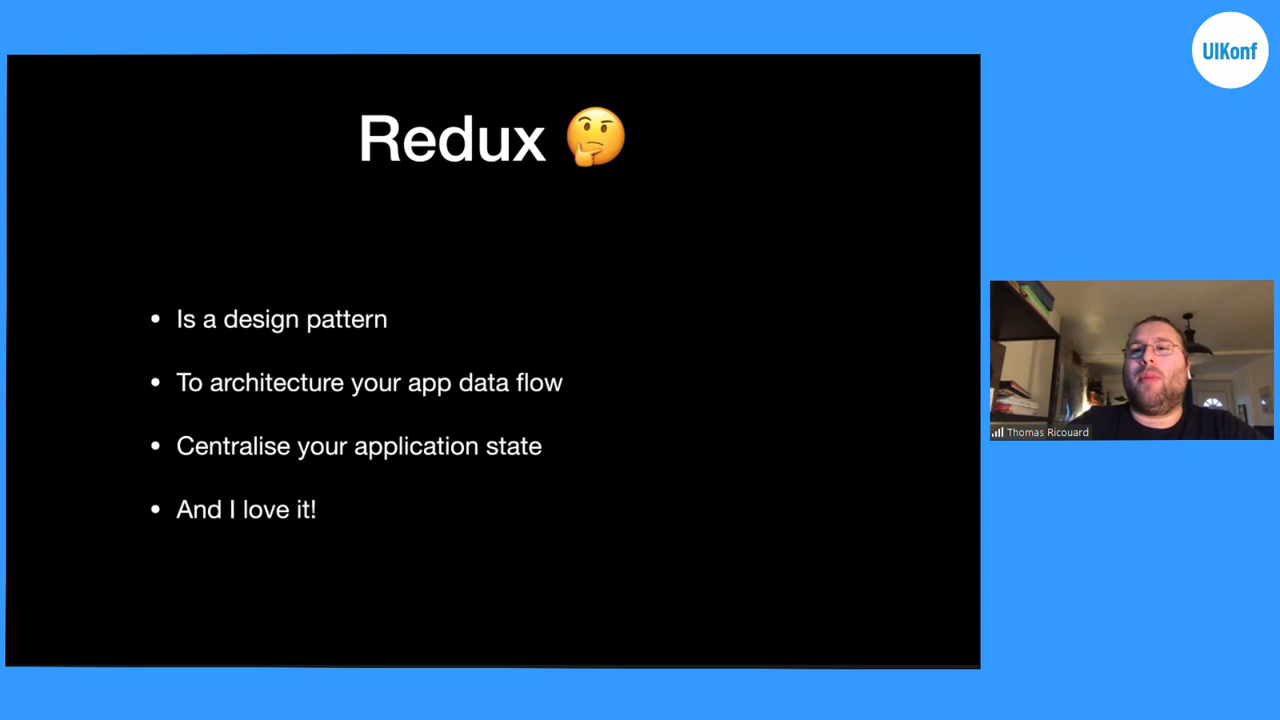 UIKonf
Redux 🤔
• Is a design pattern
• To architecture your app data flow
• Centralise your application state
• And I love it!
Thomas Ricouard